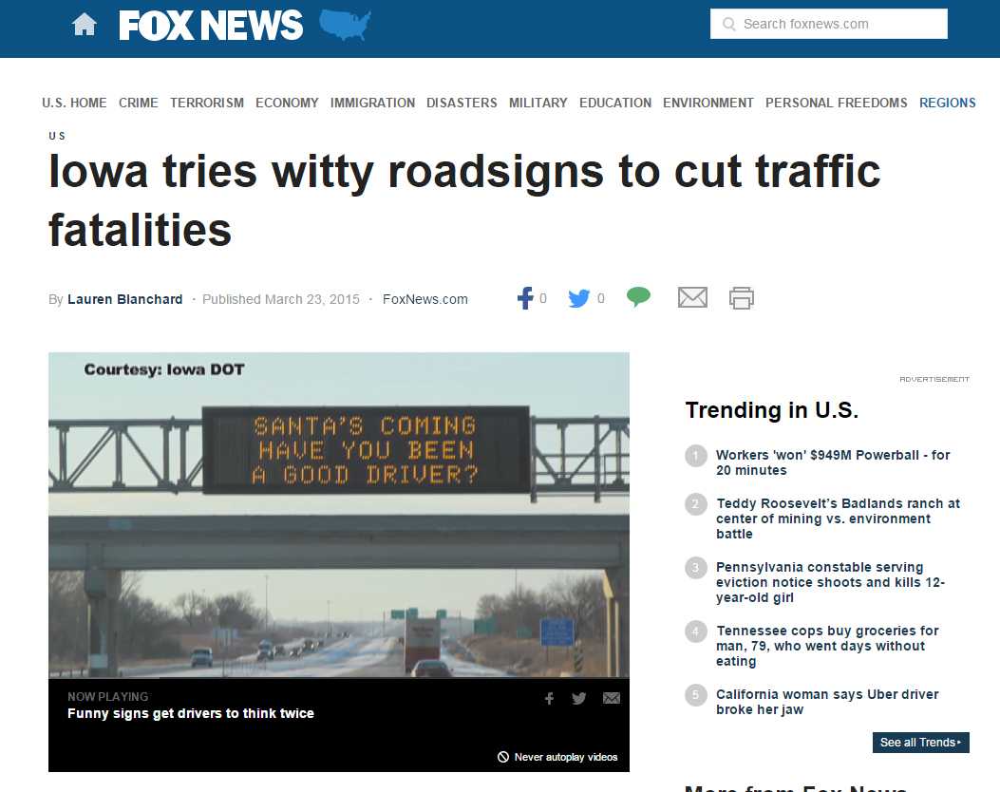 FOX NEWS
Search foxnews.com
U.S. HOME CRIME TERRORISM ECONOMY IMMIGRATION DISASTERS MILITARY EDUCATION ENVIRONMENT PERSONAL FREEDOMS REGIONS
US
Iowa tries witty roadsigns to cut traffic
fatalities
By Lauren Blanchard · Published March 23, 2015 · FoxNews.com
0
0
Courtesy: Iowa DOT
SANTA'S COMING
HAVE YOU BEEN
A GOOD DRIVER?
NOW PLAYING
Funny signs get drivers to think twice
Never autoplay videos
ADVERTISEMENT
Trending in U.S.
1 Workers 'won' $949M Powerball - for
20 minutes
2 Teddy Roosevelt's Badlands ranch at
center of mining vs. environment
battle
3 Pennsylvania constable serving
eviction notice shoots and kills 12-
year-old girl
4 Tennessee cops buy groceries for
man, 79, who went days without
eating
5 California woman says Uber driver
broke her jaw
See all Trends
More from Fox News